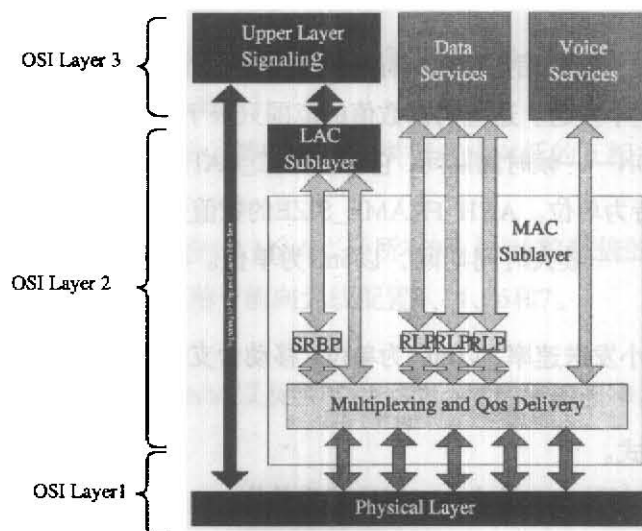 OSI Layer 3
Upper Layer
Signaling
Data
Services
Voice
Services
LAC
Sublayer
OSI Layer 2
MAC
Sublayer
SRBP
RLP
RLP
RLP
Multiplexing and Qos Delivery
OSI Layer1
Physical Layer